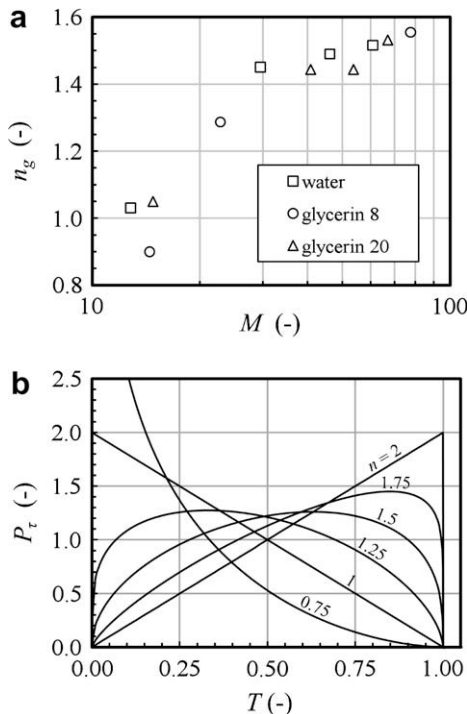 a
1.6
1.4
1.2
1.0
0.8
n_g (-)
□ water
○ glycerin 8
△ glycerin 20
10
100
M (-)
b
2.5
2.0
1.5
1.0
0.5
0.0
P_τ (-)
n = 2
1.75
1.5
1.25
1
0.75
0.00
0.25
0.50
0.75
1.00
T (-)